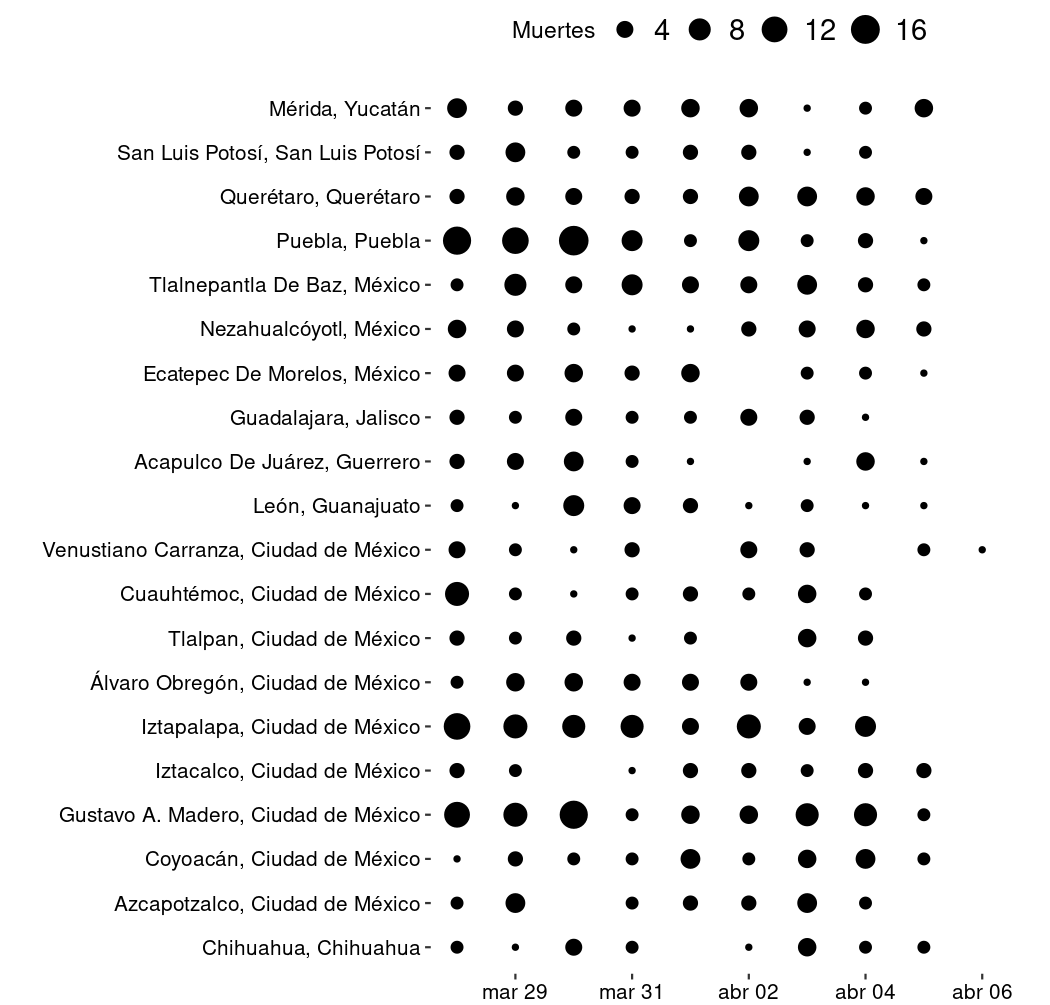 Muertes 4 8 12 16
Mérida, Yucatán
San Luis Potosí, San Luis Potosí
Querétaro, Querétaro
Puebla, Puebla
Tlalnepantla De Baz, México
Nezahualcóyotl, México
Ecatepec De Morelos, México
Guadalajara, Jalisco
Acapulco De Juárez, Guerrero
León, Guanajuato
Venustiano Carranza, Ciudad de México
Cuauhtémoc, Ciudad de México
Tlalpan, Ciudad de México
Álvaro Obregón, Ciudad de México
Iztapalapa, Ciudad de México
Iztacalco, Ciudad de México
Gustavo A. Madero, Ciudad de México
Coyoacán, Ciudad de México
Azcapotzalco, Ciudad de México
Chihuahua, Chihuahua
mar 29 mar 31 abr 02 abr 04 abr 06